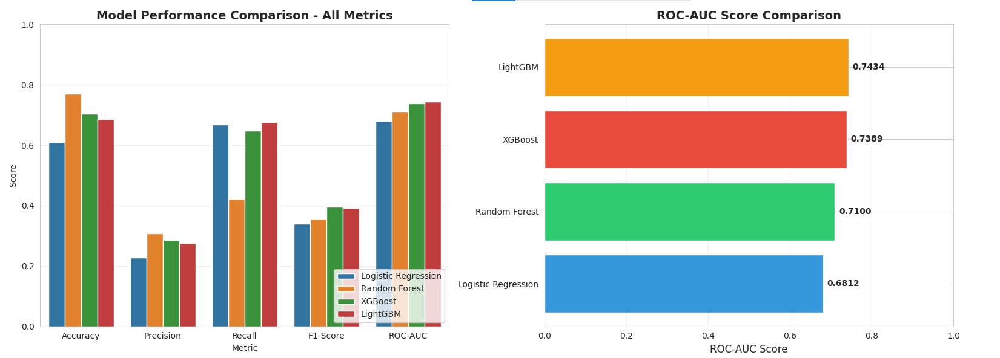 Model Performance Comparison - All Metrics
1.0
0.8
0.6
0.4
0.2
0.0
Score
Accuracy
Precision
Recall
F1-Score
ROC-AUC
Metric
Logistic Regression
Random Forest
XGBoost
LightGBM
ROC-AUC Score Comparison
LightGBM
0.7434
XGBoost
0.7389
Random Forest
0.7100
Logistic Regression
0.6812
0.0
0.2
0.4
0.6
0.8
1.0
ROC-AUC Score